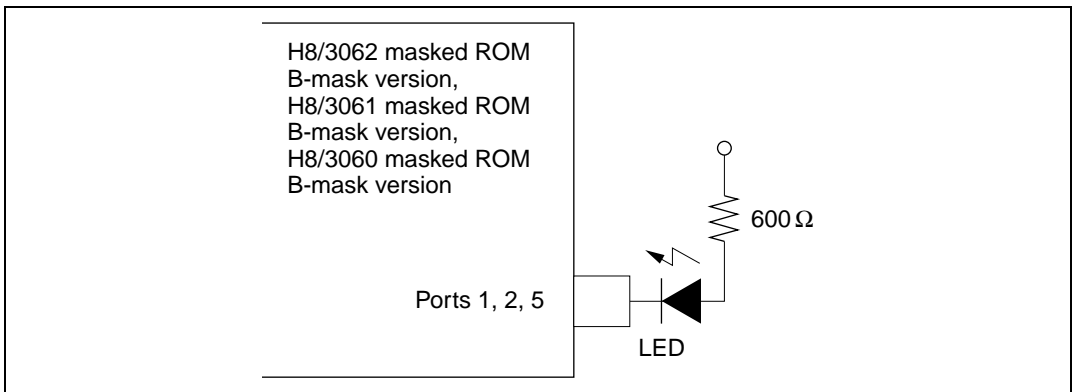 H8/3062 masked ROM
B-mask version,
H8/3061 masked ROM
B-mask version,
H8/3060 masked ROM
B-mask version
600 Ω
Ports 1, 2, 5
LED